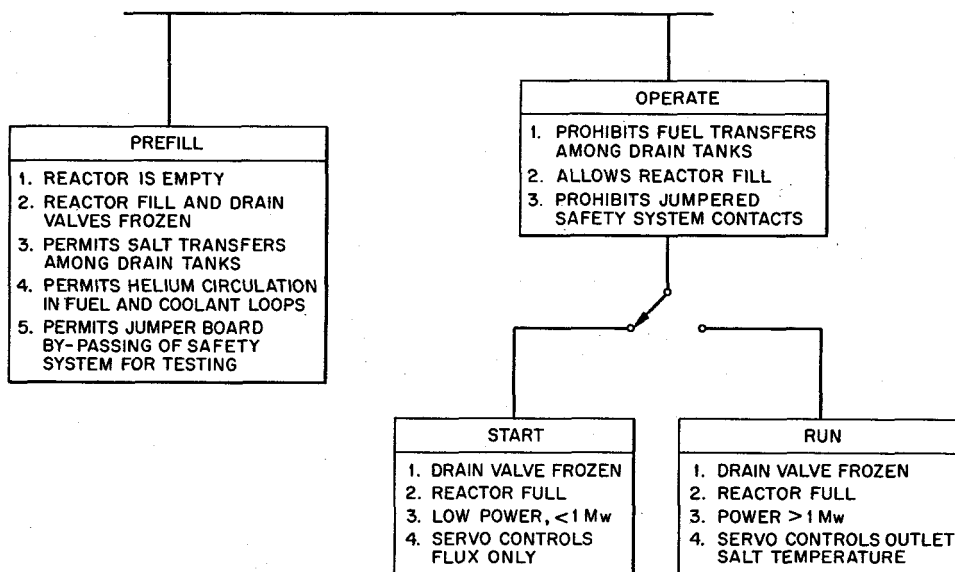 PREFILL
1. REACTOR IS EMPTY
2. REACTOR FILL AND DRAIN
VALVES FROZEN
3. PERMITS SALT TRANSFERS
AMONG DRAIN TANKS
4. PERMITS HELIUM CIRCULATION
IN FUEL AND COOLANT LOOPS
5. PERMITS JUMPER BOARD
BY-PASSING OF SAFETY
SYSTEM FOR TESTING
OPERATE
1. PROHIBITS FUEL TRANSFERS
AMONG DRAIN TANKS
2. ALLOWS REACTOR FILL
3. PROHIBITS JUMPERED
SAFETY SYSTEM CONTACTS
START
1. DRAIN VALVE FROZEN
2. REACTOR FULL
3. LOW POWER, <1 Mw
4. SERVO CONTROLS
FLUX ONLY
RUN
1. DRAIN VALVE FROZEN
2. REACTOR FULL
3. POWER >1 Mw
4. SERVO CONTROLS OUTLET
SALT TEMPERATURE